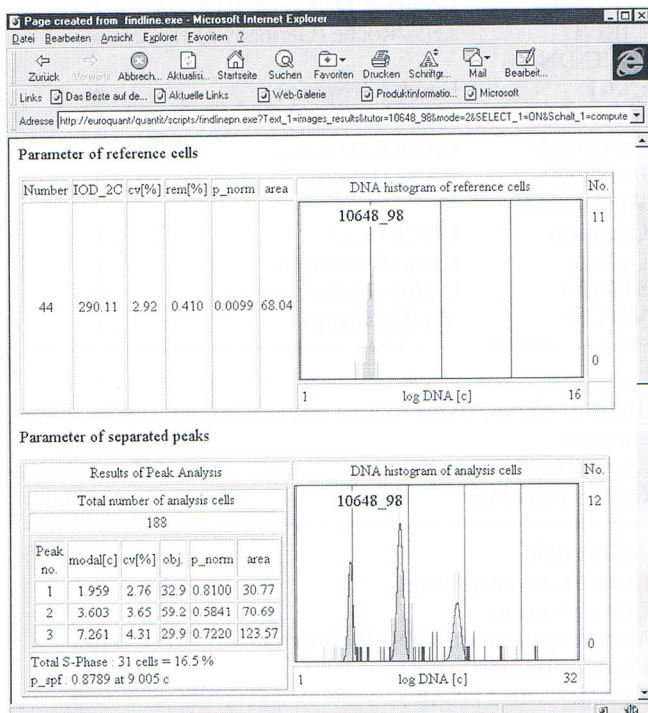 Page created from findline.exe - Microsoft Internet Explorer
Datei Bearbeiten Ansicht Explorer Favoriten ?
Zurück Vorwärts Abbrech... Aktualisi... Startseite Suchen Favoriten Drucken Schriftgr... Mail Bearbeit...
Links Das Beste auf de... Aktuelle Links Web-Galerie Produktinformatio... Microsoft
Adresse http://euroquant/quantit/scripts/findlinepn.exe?Text_1=images_results&tutor=10648_98&mode=2&SELECT_1=ON&Schalt_1=compute
Parameter of reference cells
Number IOD_2C cv[%] rem[%] p_norm area DNA histogram of reference cells No.
10648_98 11
44 290.11 2.92 0.410 0.0099 68.04
0
1 log DNA [c] 16
Parameter of separated peaks
Results of Peak Analysis DNA histogram of analysis cells No.
Total number of analysis cells 10648_98 12
188
Peak no. modal[c] cv[%] obj. p_norm area
1 1.959 2.76 32.9 0.8100 30.77
2 3.603 3.65 59.2 0.5841 70.69
3 7.261 4.31 29.9 0.7220 123.57
0
Total S-Phase : 31 cells = 16.5 %
p_spf : 0.8789 at 9.005 c
1 log DNA [c] 32